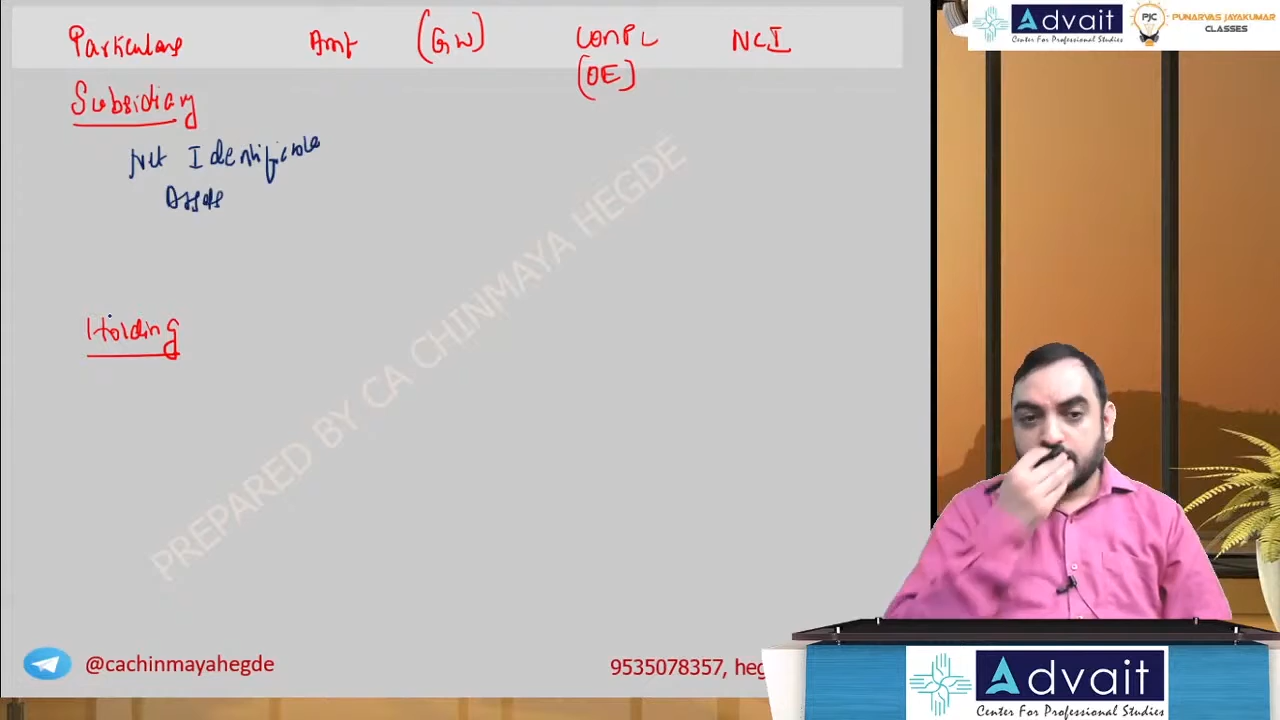 Particulars Amt (GW) CONPL NCI
(OE)
Subsidiary
Net Identifiable
Assets
Holding
PREPARED BY CA CHINMAYA HEGDE
@cachinmayahegde
9535078357, heg
Advait
Center For Professional Studies
PJC
PUNARVAS JAYAKUMAR
CLASSES
Advait
Center For Professional Studies